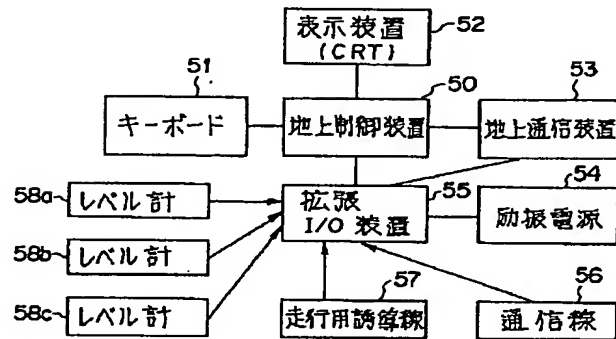 表示装置
(CRT)
52
51
キーボード
50
地上制御装置
53
地上通信装置
58a
レベル計
55
拡張
I/O 装置
54
励振電源
58b
レベル計
58c
レベル計
57
走行用誘導線
56
通信線